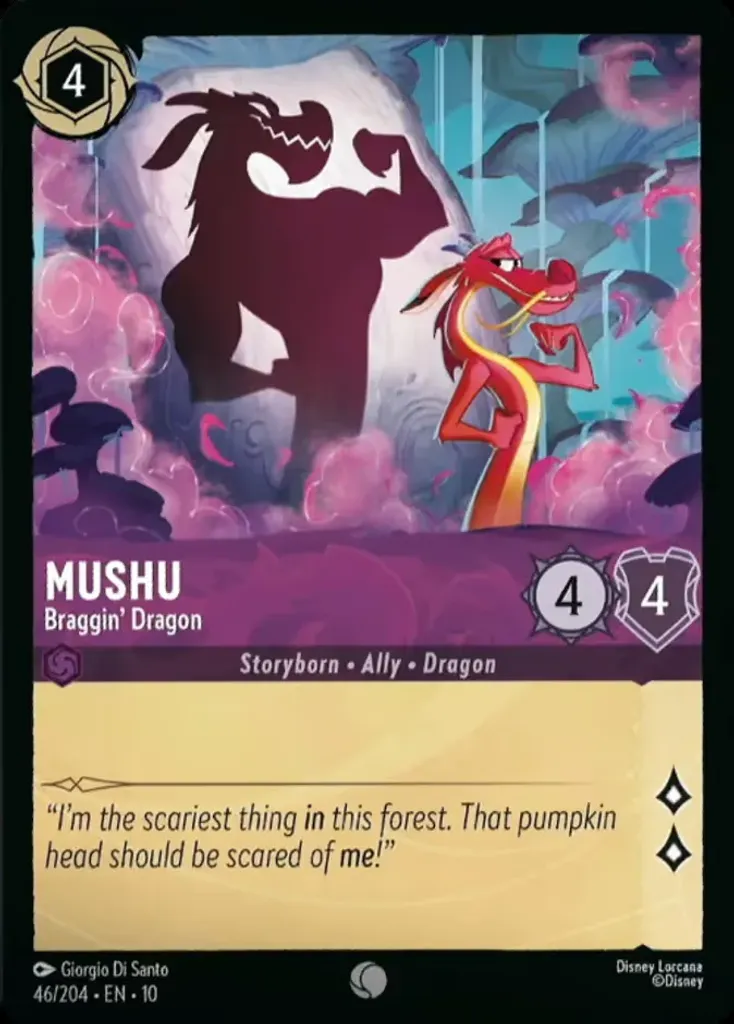 4
MUSHU
Braggin' Dragon
4 4
Storyborn • Ally • Dragon
“I'm the scariest thing in this forest. That pumpkin
head should be scared of me!”
Giorgio Di Santo
46/204 • EN • 10
Disney Lorcana
©Disney